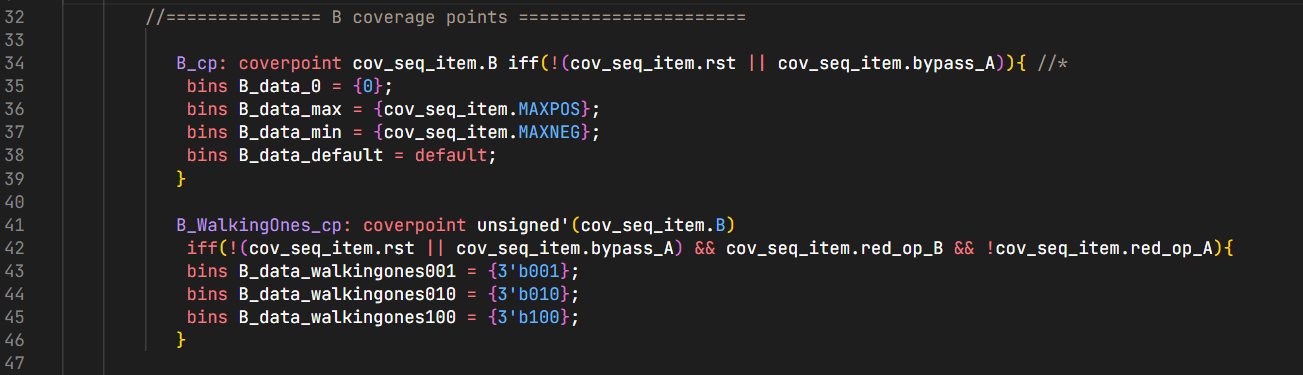 32 //=============== B coverage points ======================
33
34 B_cp: coverpoint cov_seq_item.B iff(!(cov_seq_item.rst || cov_seq_item.bypass_A)){ //*
35 bins B_data_0 = {0};
36 bins B_data_max = {cov_seq_item.MAXPOS};
37 bins B_data_min = {cov_seq_item.MAXNEG};
38 bins B_data_default = default;
39 }
40
41 B_WalkingOnes_cp: coverpoint unsigned'(cov_seq_item.B)
42 iff(!(cov_seq_item.rst || cov_seq_item.bypass_A) && cov_seq_item.red_op_B && !cov_seq_item.red_op_A){
43 bins B_data_walkingones001 = {3'b001};
44 bins B_data_walkingones010 = {3'b010};
45 bins B_data_walkingones100 = {3'b100};
46 }
47